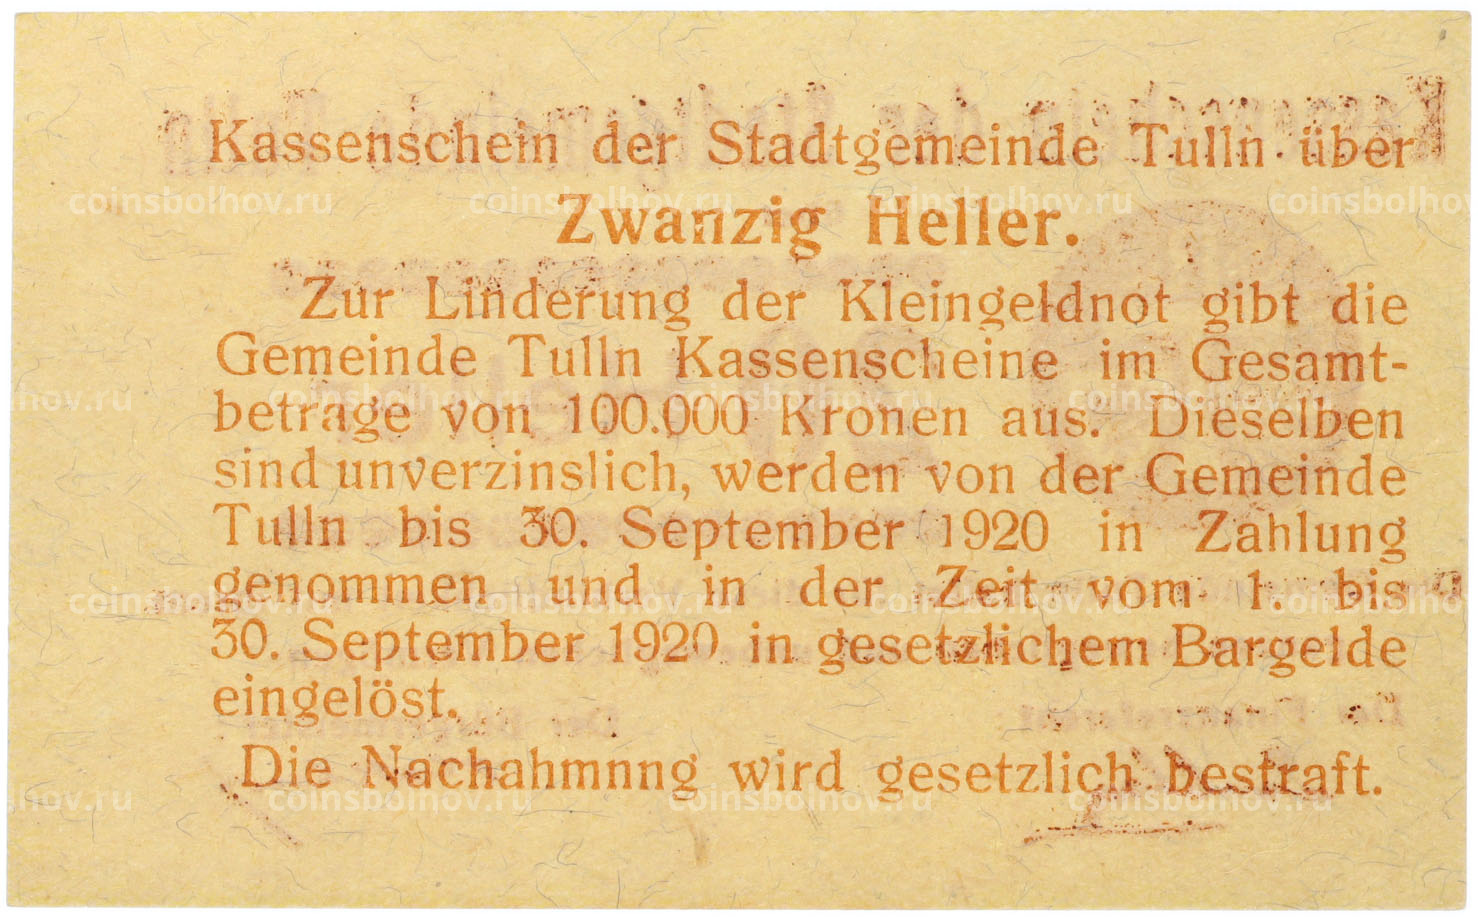 Kassenschein der Stadtgemeinde Tulln über
Zwanzig Heller.
Zur Linderung der Kleingeldnot gibt die
Gemeinde Tulln Kassenscheine im Gesamt-
betrage von 100.000 Kronen aus. Dieselben
sind unverzinslich, werden von der Gemeinde
Tulln bis 30. September 1920 in Zahlung
genommen und in der Zeit vom 1. bis
30. September 1920 in gesetzlichem Bargelde
eingelöst.
Die Nachahmnng wird gesetzlich bestraft.
coinsbolhov.ru